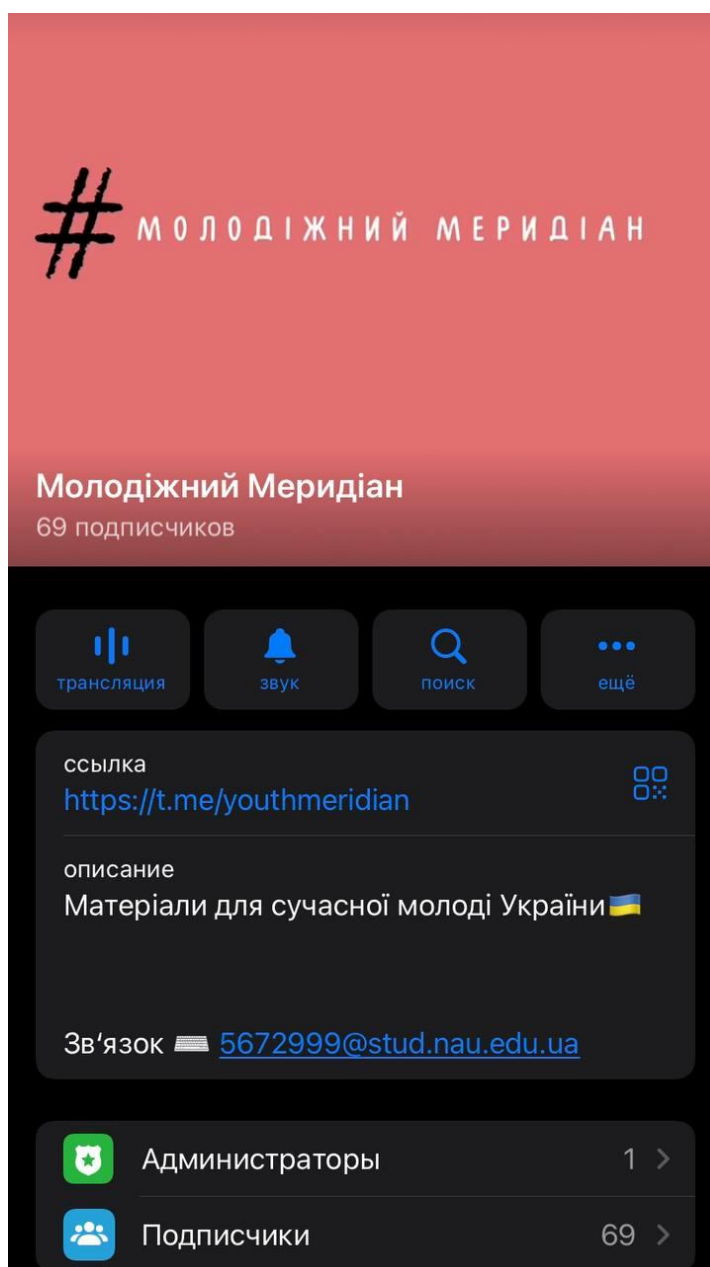 # МОЛОДІЖНИЙ МЕРИДІАН
Молодіжний Меридіан
69 подписчиков
трансляция звук поиск ещё
ссылка
https://t.me/youthmeridian
описание
Матеріали для сучасної молоді України🇺🇦
Зв‘язок ⌨️ 5672999@stud.nau.edu.ua
Администраторы 1
Подписчики 69